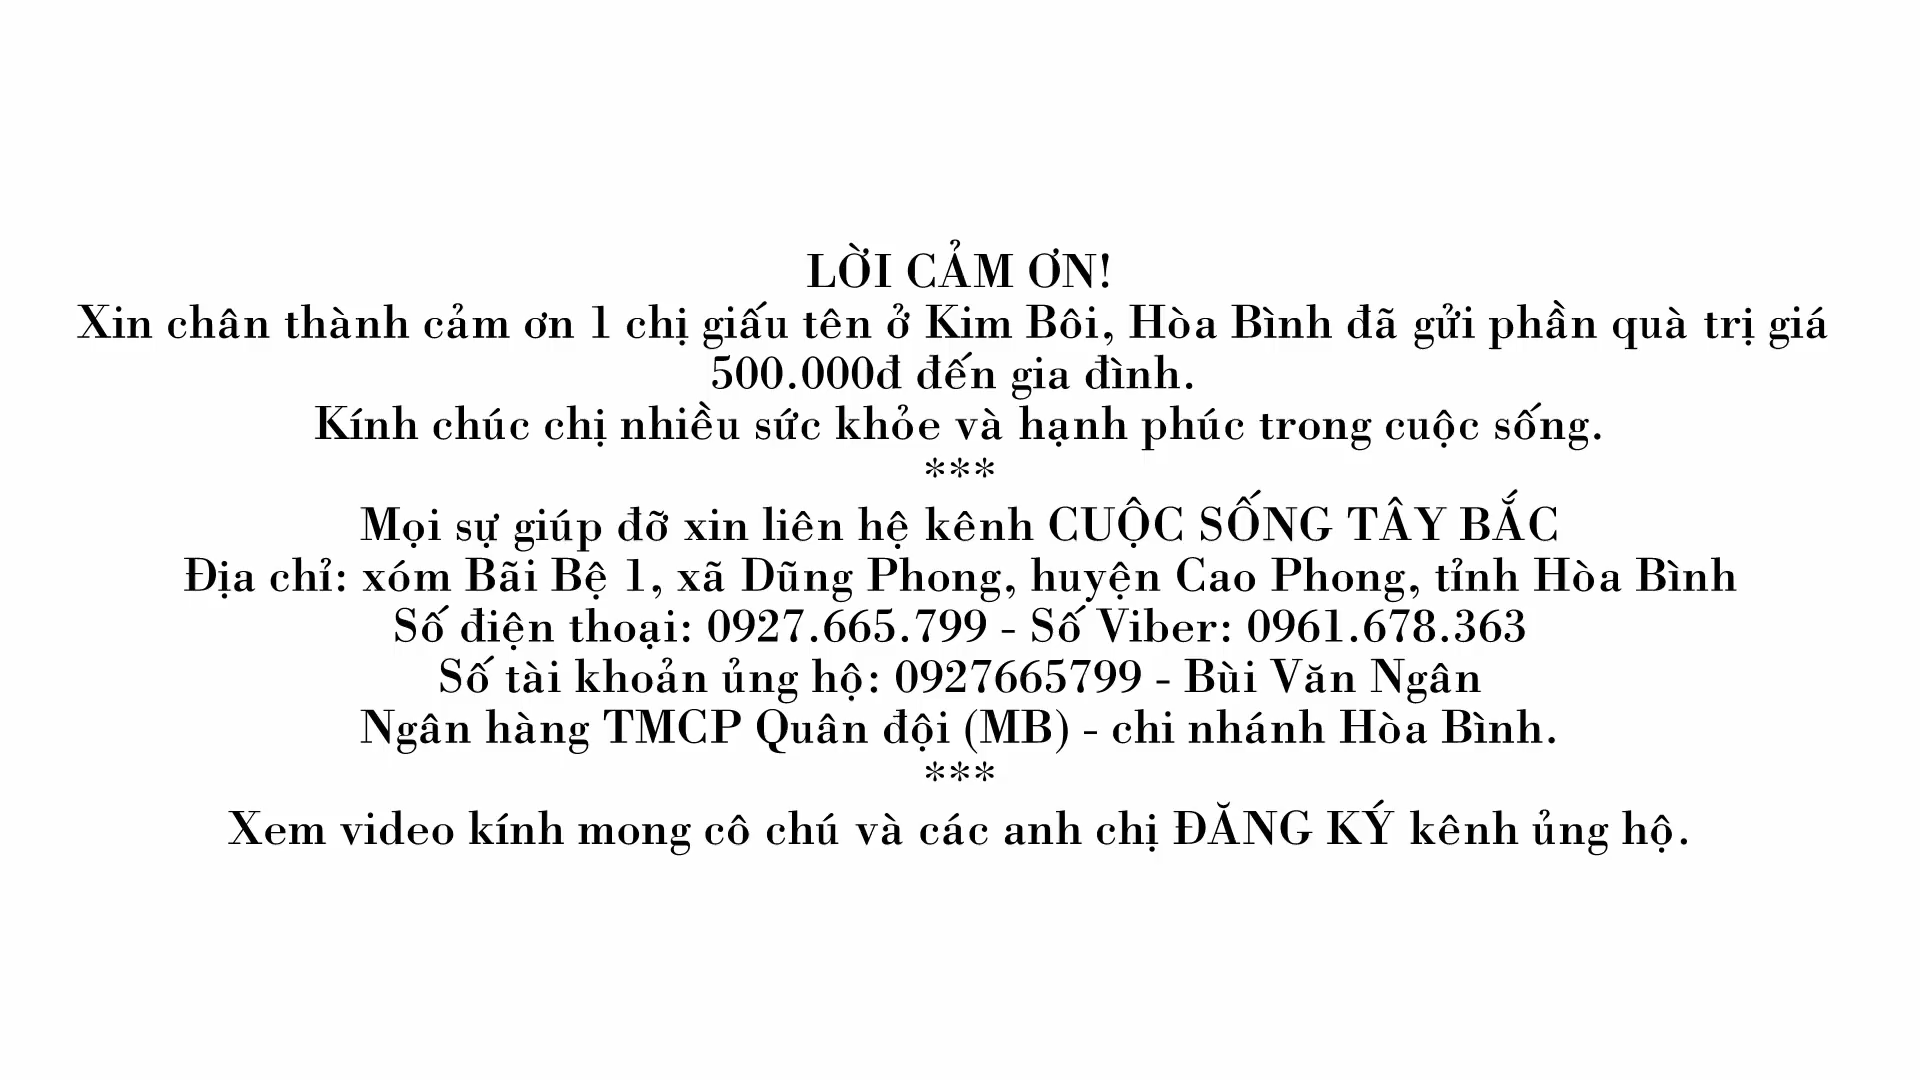 LỜI CẢM ƠN!
Xin chân thành cảm ơn 1 chị giấu tên ở Kim Bôi, Hòa Bình đã gửi phần quà trị giá
500.000đ đến gia đình.
Kính chúc chị nhiều sức khỏe và hạnh phúc trong cuộc sống.
***
Mọi sự giúp đỡ xin liên hệ kênh CUỘC SỐNG TÂY BẮC
Địa chỉ: xóm Bãi Bệ 1, xã Dũng Phong, huyện Cao Phong, tỉnh Hòa Bình
Số điện thoại: 0927.665.799 - Số Viber: 0961.678.363
Số tài khoản ủng hộ: 0927665799 - Bùi Văn Ngân
Ngân hàng TMCP Quân đội (MB) - chi nhánh Hòa Bình.
***
Xem video kính mong cô chú và các anh chị ĐĂNG KÝ kênh ủng hộ.